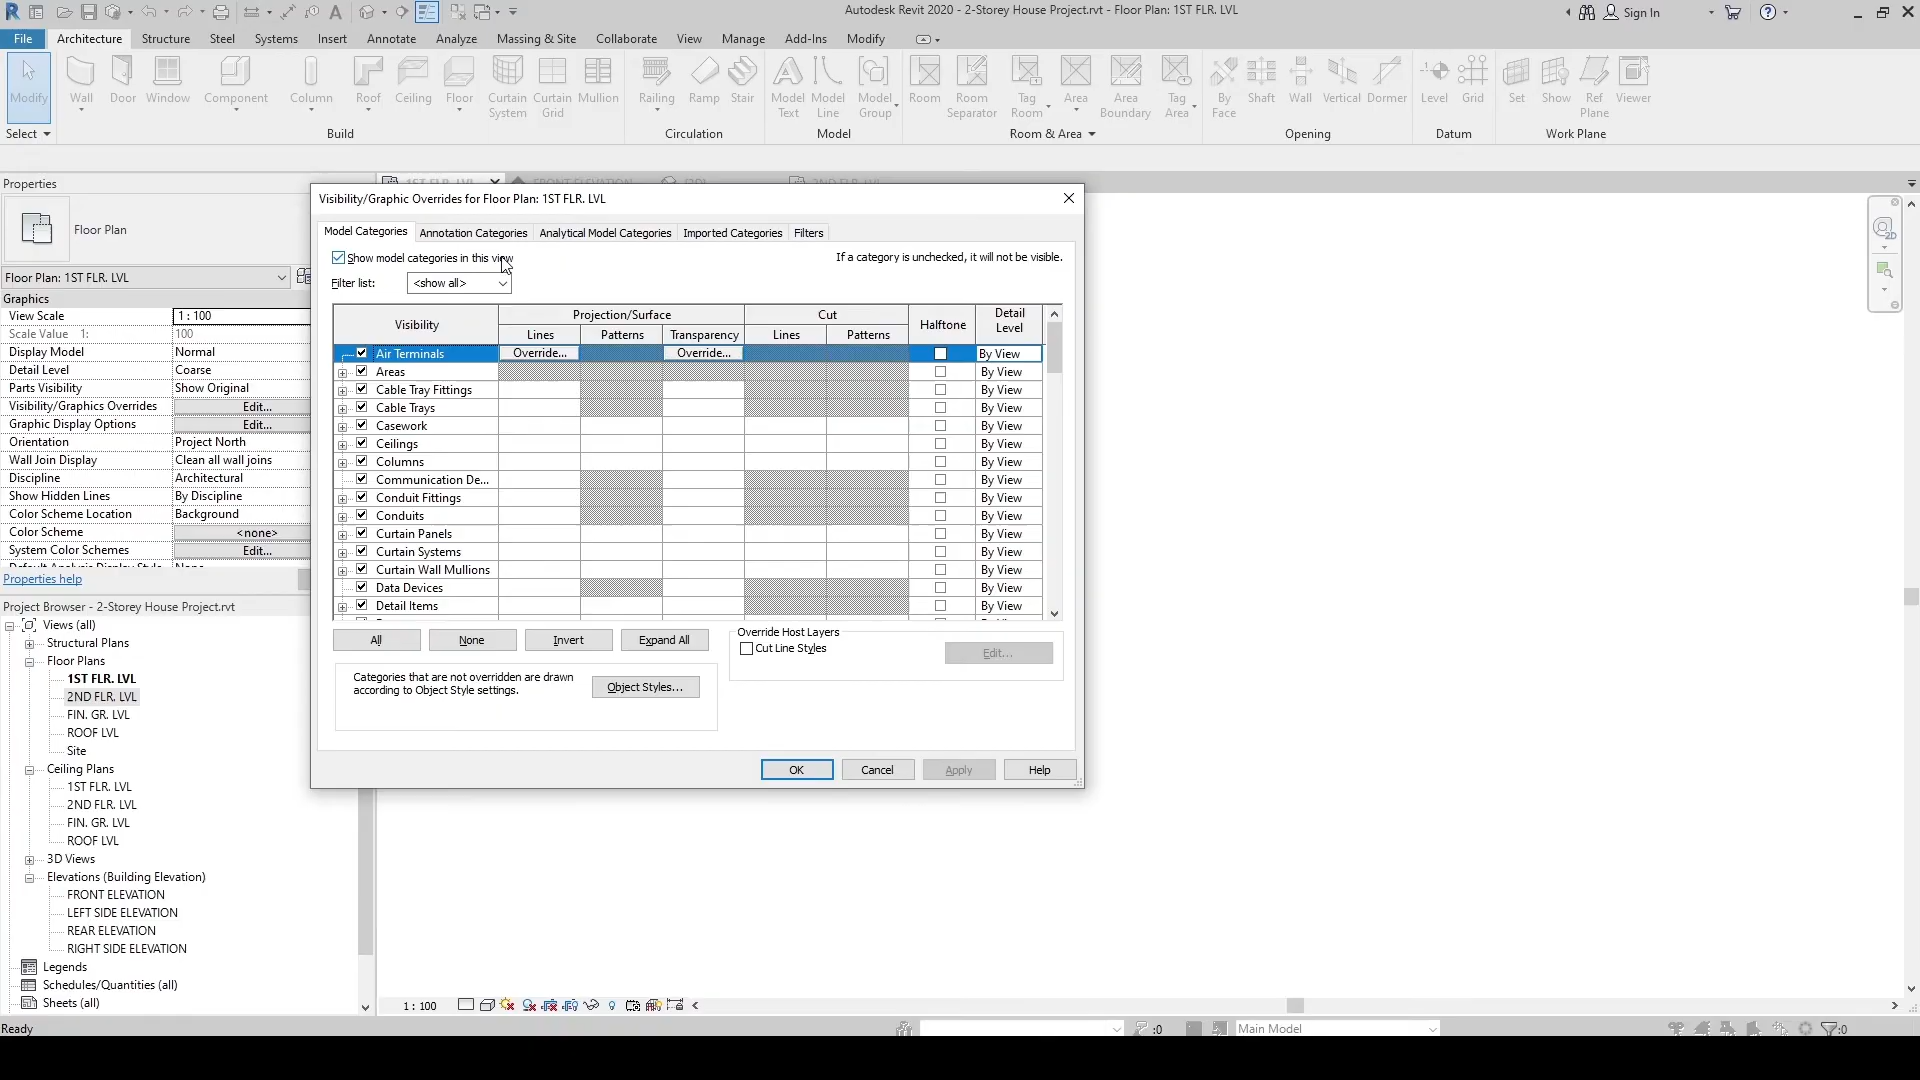 Autodesk Revit 2020 - 2-Storey House Project.rvt - Floor Plan: 1ST FLR. LVL
Sign In
File Architecture Structure Steel Systems Insert Annotate Analyze Massing & Site Collaborate View Manage Add-Ins Modify
Modify Wall Door Window Component Column Roof Ceiling Floor Curtain System Curtain Grid Mullion Railing Ramp Stair Model Text Model Line Model Group Room Room Separator Tag Room Area Area Boundary Tag Area By Face Shaft Wall Vertical Dormer Level Grid Set Show Ref Plane Viewer
Select Build Circulation Model Room & Area Opening Datum Work Plane
Properties
Floor Plan
Floor Plan: 1ST FLR. LVL
Graphics
View Scale 1 : 100
Scale Value 1: 100
Display Model Normal
Detail Level Coarse
Parts Visibility Show Original
Visibility/Graphics Overrides Edit...
Graphic Display Options Edit...
Orientation Project North
Wall Join Display Clean all wall joins
Discipline Architectural
Show Hidden Lines By Discipline
Color Scheme Location Background
Color Scheme <none>
System Color Schemes Edit...
Properties help
Project Browser - 2-Storey House Project.rvt
Views (all)
Structural Plans
Floor Plans
1ST FLR. LVL
2ND FLR. LVL
FIN. GR. LVL
ROOF LVL
Site
Ceiling Plans
1ST FLR. LVL
2ND FLR. LVL
FIN. GR. LVL
ROOF LVL
3D Views
Elevations (Building Elevation)
FRONT ELEVATION
LEFT SIDE ELEVATION
REAR ELEVATION
RIGHT SIDE ELEVATION
Legends
Schedules/Quantities (all)
Sheets (all)
Visibility/Graphic Overrides for Floor Plan: 1ST FLR. LVL
Model Categories Annotation Categories Analytical Model Categories Imported Categories Filters
Show model categories in this view If a category is unchecked, it will not be visible.
Filter list: <show all>
Visibility Projection/Surface Cut Halftone Detail Level
Lines Patterns Transparency Lines Patterns
Air Terminals Override... Override... By View
Areas By View
Cable Tray Fittings By View
Cable Trays By View
Casework By View
Ceilings By View
Columns By View
Communication De... By View
Conduit Fittings By View
Conduits By View
Curtain Panels By View
Curtain Systems By View
Curtain Wall Mullions By View
Data Devices By View
Detail Items By View
All None Invert Expand All
Override Host Layers
Cut Line Styles Edit...
Categories that are not overridden are drawn
according to Object Style settings.
Object Styles...
OK Cancel Apply Help
1 : 100
Ready
:0 Main Model :0